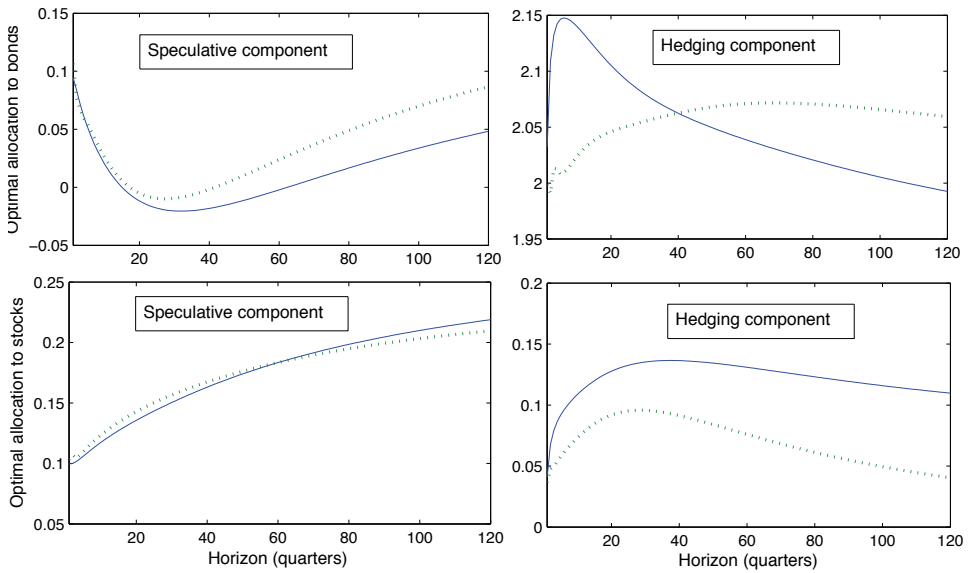 Optimal allocation to bonds
0.15
0.1
0.05
0
−0.05
Speculative component
20 40 60 80 100 120
2.15
2.1
2.05
2
1.95
Hedging component
20 40 60 80 100 120
Optimal allocation to stocks
0.25
0.2
0.15
0.1
0.05
Speculative component
20 40 60 80 100 120
Horizon (quarters)
0.2
0.15
0.1
0.05
0
Hedging component
20 40 60 80 100 120
Horizon (quarters)